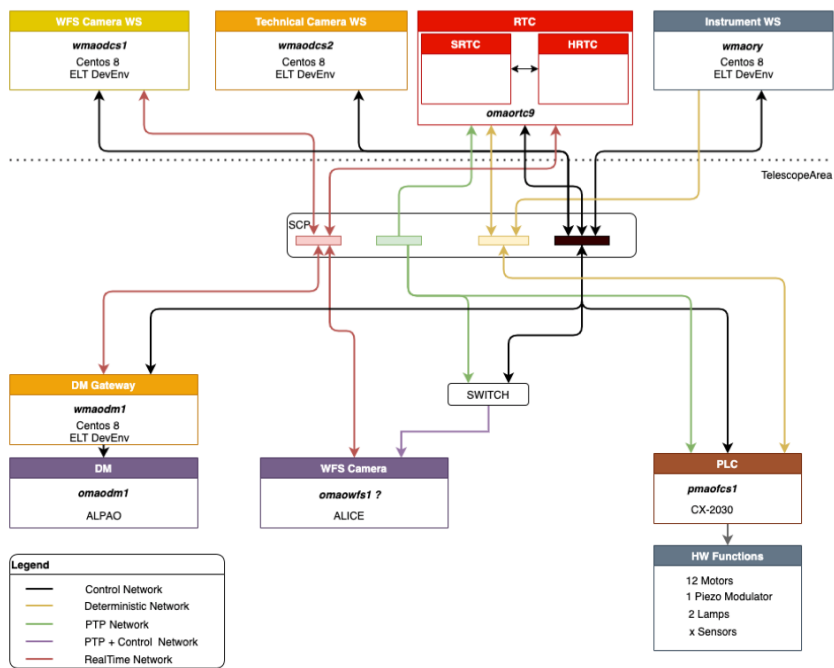 WFS Camera WS
wmaodcs1
Centos 8
ELT DevEnv
Technical Camera WS
wmaodcs2
Centos 8
ELT DevEnv
RTC
SRTC
HRTC
omaortc9
Instrument WS
wmaory
Centos 8
ELT DevEnv
TelescopeArea
SCP
DM Gateway
wmaodm1
Centos 8
ELT DevEnv
SWITCH
DM
omaodm1
ALPAO
WFS Camera
omaowfs1 ?
ALICE
PLC
pmaofcs1
CX-2030
HW Functions
12 Motors
1 Piezo Modulator
2 Lamps
x Sensors
Legend
Control Network
Deterministic Network
PTP Network
PTP + Control Network
RealTime Network